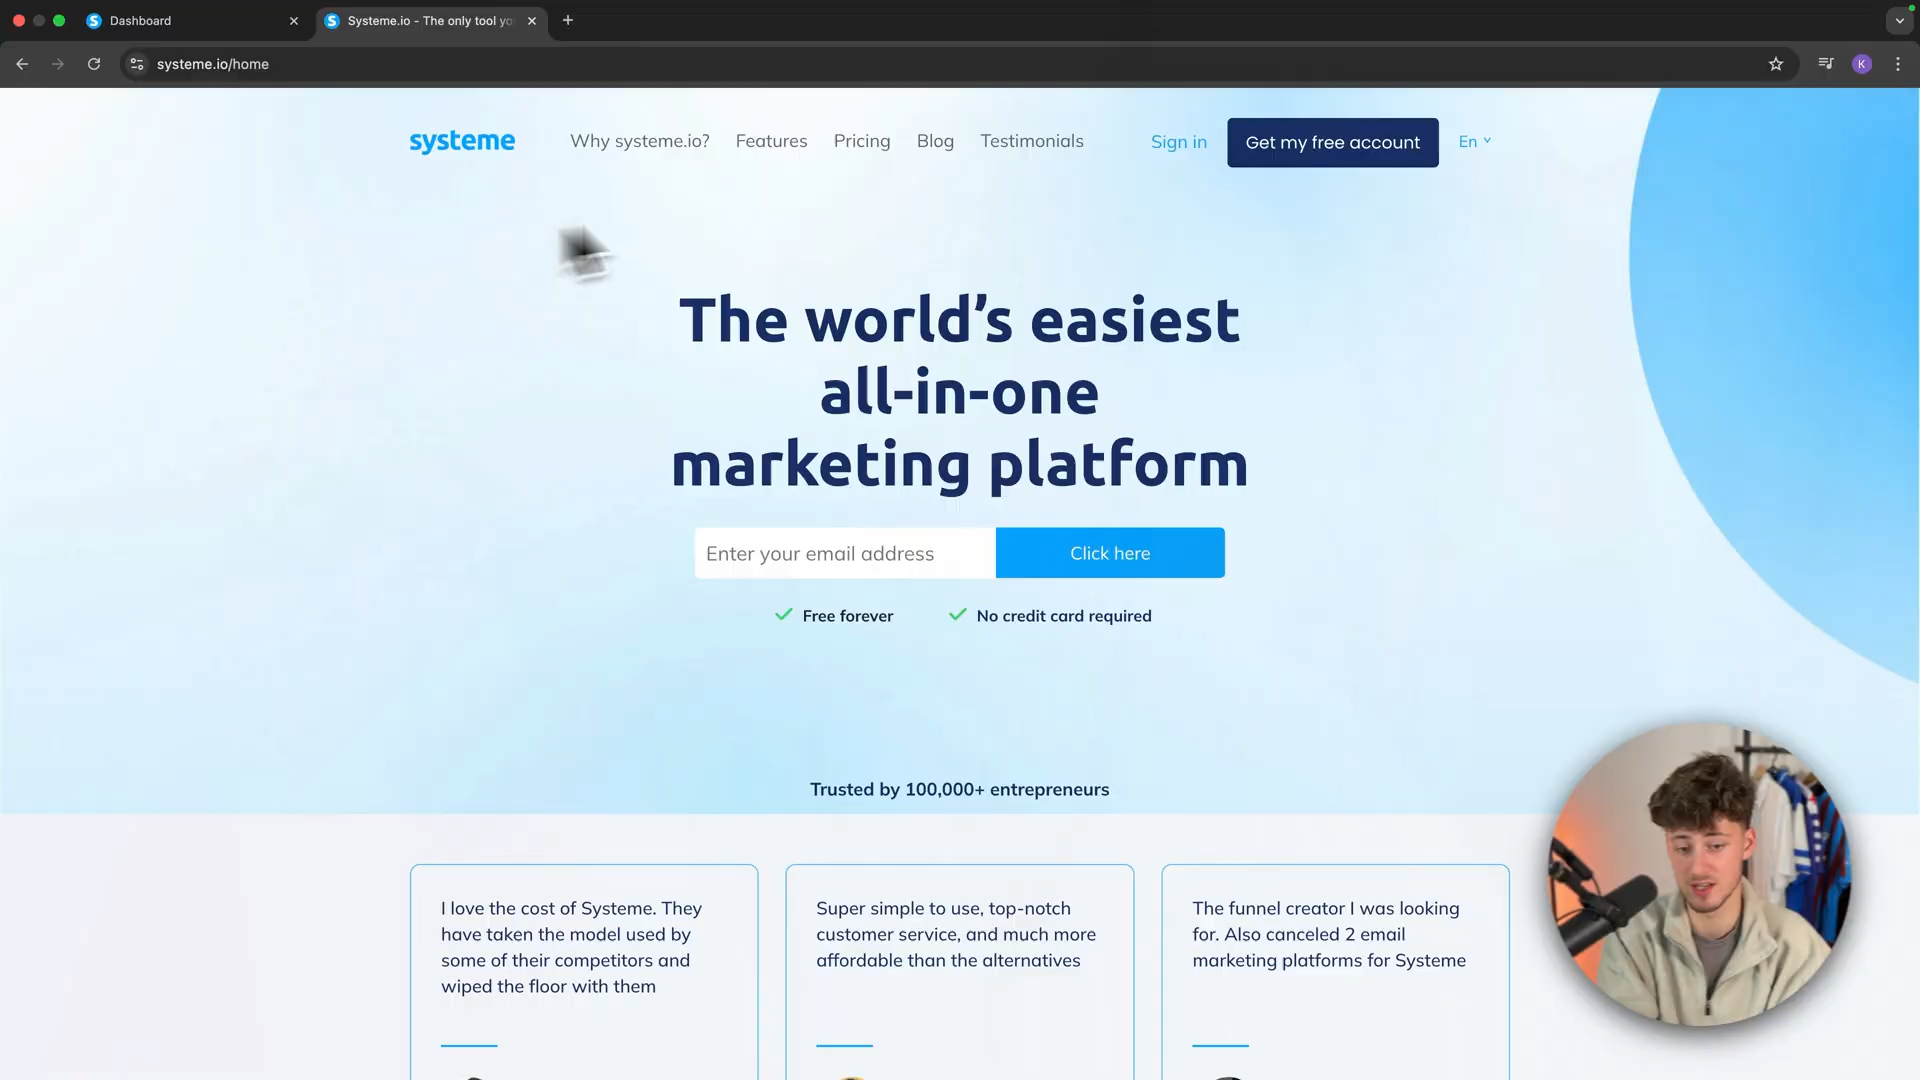 Dashboard
Systeme.io - The only tool yo
systeme.io/home
K
systeme
Why systeme.io?
Features
Pricing
Blog
Testimonials
Sign in
Get my free account
En
The world's easiest
all-in-one
marketing platform
Enter your email address
Click here
Free forever
No credit card required
Trusted by 100,000+ entrepreneurs
I love the cost of Systeme. They
have taken the model used by
some of their competitors and
wiped the floor with them
Super simple to use, top-notch
customer service, and much more
affordable than the alternatives
The funnel creator I was looking
for. Also canceled 2 email
marketing platforms for Systeme